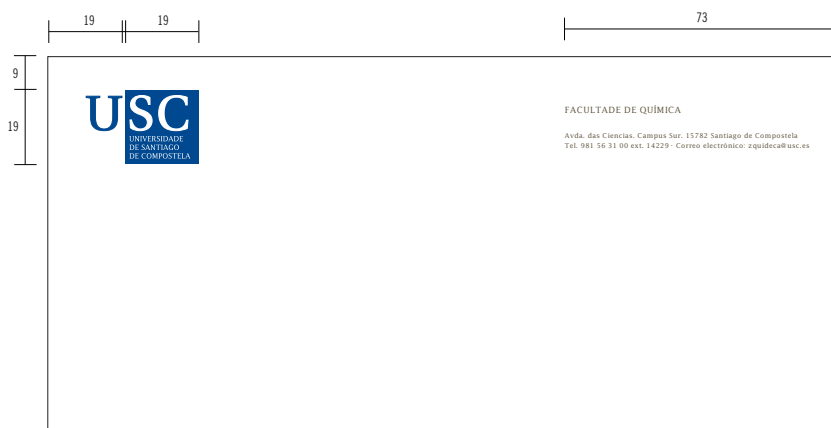 19 19 73
9
19
USC
UNIVERSIDADE
DE SANTIAGO
DE COMPOSTELA
FACULTADE DE QUÍMICA
Avda. das Ciencias. Campus Sur. 15782 Santiago de Compostela
Tel. 981 56 31 00 ext. 14229 · Correo electrónico: zquideca@usc.es